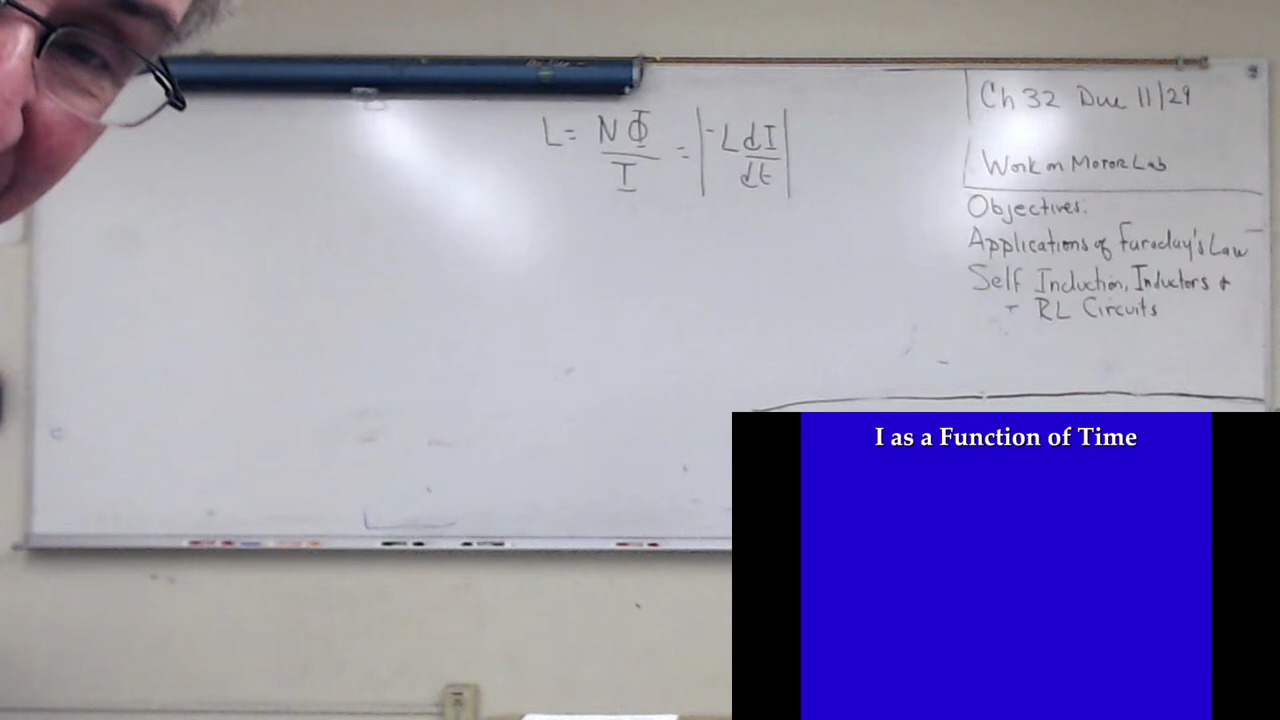 L = NΦ/I = |-L dI/dt|
Ch 32 Due 11/29
Work on Motor Lab
Objectives:
Applications of Faraday's Law
Self Induction, Inductors +
+ RL Circuits
I as a Function of Time